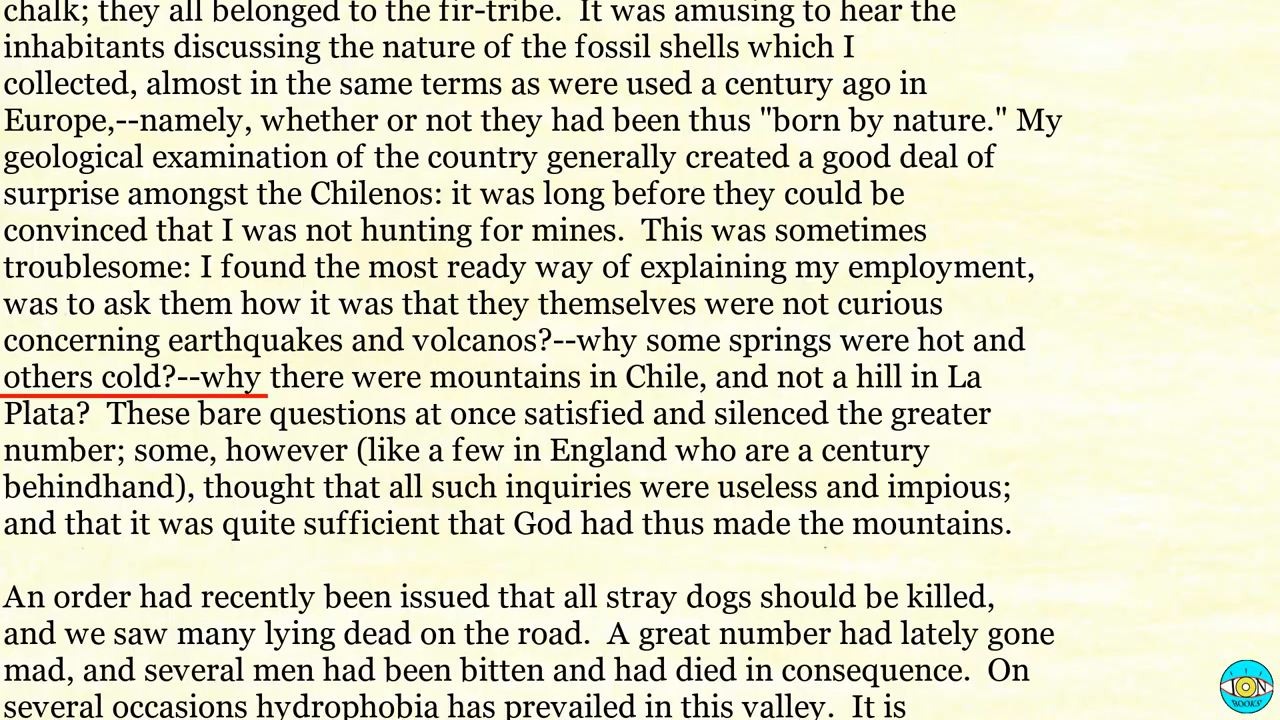 chalk; they all belonged to the fir-tribe.  It was amusing to hear the
inhabitants discussing the nature of the fossil shells which I
collected, almost in the same terms as were used a century ago in
Europe,--namely, whether or not they had been thus "born by nature." My
geological examination of the country generally created a good deal of
surprise amongst the Chilenos: it was long before they could be
convinced that I was not hunting for mines.  This was sometimes
troublesome: I found the most ready way of explaining my employment,
was to ask them how it was that they themselves were not curious
concerning earthquakes and volcanos?--why some springs were hot and
others cold?--why there were mountains in Chile, and not a hill in La
Plata?  These bare questions at once satisfied and silenced the greater
number; some, however (like a few in England who are a century
behindhand), thought that all such inquiries were useless and impious;
and that it was quite sufficient that God had thus made the mountains.
An order had recently been issued that all stray dogs should be killed,
and we saw many lying dead on the road.  A great number had lately gone
mad, and several men had been bitten and had died in consequence.  On
several occasions hydrophobia has prevailed in this valley.  It is
ION
BOOKS